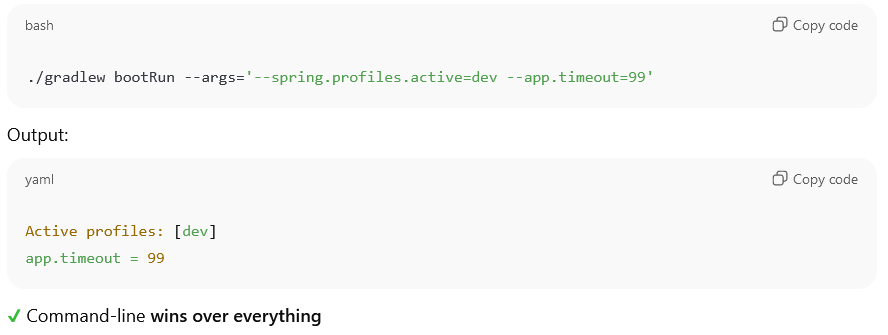 bash
Copy code
./gradlew bootRun --args='--spring.profiles.active=dev --app.timeout=99'
Output:
yaml
Copy code
Active profiles: [dev]
app.timeout = 99
✓ Command-line wins over everything